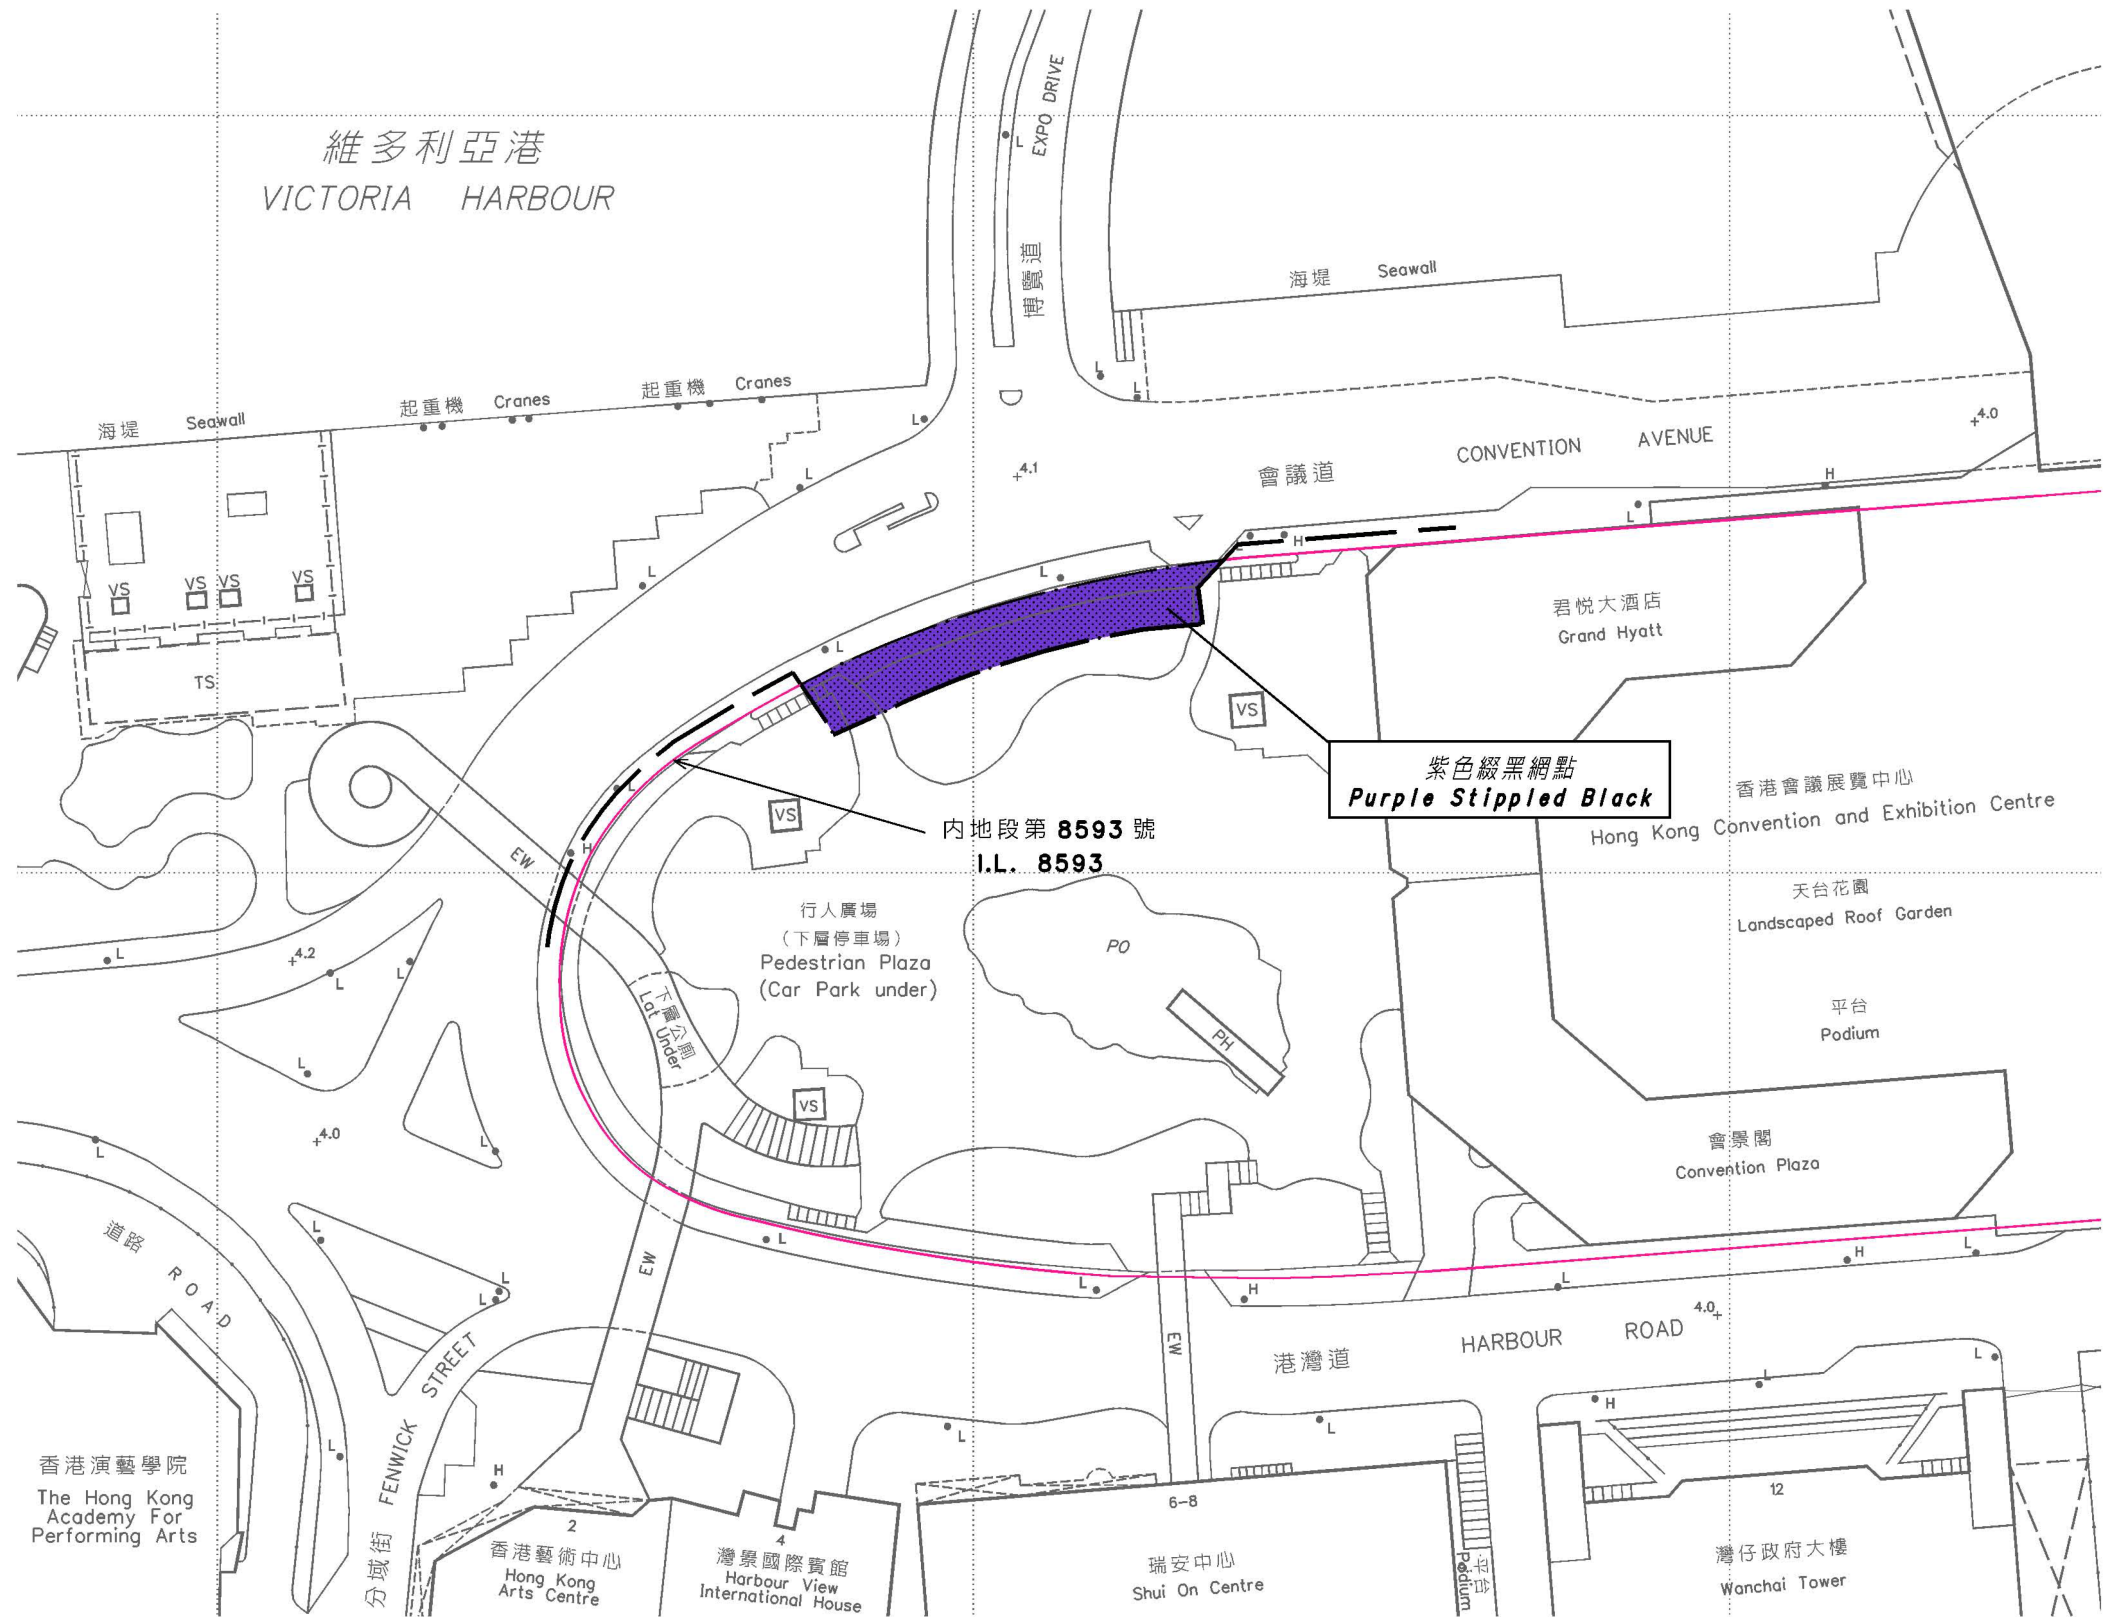 維多利亞港
VICTORIA HARBOUR
EXPO DRIVE
博覽道
L
海堤 Seawall
L
L
起重機 Cranes
起重機 Cranes
海堤 Seawall
L
+4.0
CONVENTION AVENUE
會議道
+4.1
H
L
L
H
L
L
VS
VS
VS
VS
TS
君悦大酒店
Grand Hyatt
L
VS
紫色綴黑網點
Purple Stippled Black
香港會議展覽中心
Hong Kong Convention and Exhibition Centre
L
VS
内地段第 8593 號
I.L. 8593
H
EW
天台花園
Landscaped Roof Garden
行人廣場
(下層停車場)
Pedestrian Plaza
(Car Park under)
PO
PH
平台
Podium
L
+4.2
L
L
下層公廁
Lat Under
L
VS
+4.0
L
L
會景閣
Convention Plaza
道路
ROAD
L
L
L
L
EW
L
H
L
H
L
4.0+
HARBOUR ROAD
港灣道
EW
L
FENWICK STREET
分域街
L
H
L
L
H
L
香港演藝學院
The Hong Kong
Academy For
Performing Arts
2
香港藝術中心
Hong Kong
Arts Centre
4
灣景國際賓館
Harbour View
International House
6-8
瑞安中心
Shui On Centre
平台
Podium
12
灣仔政府大樓
Wanchai Tower